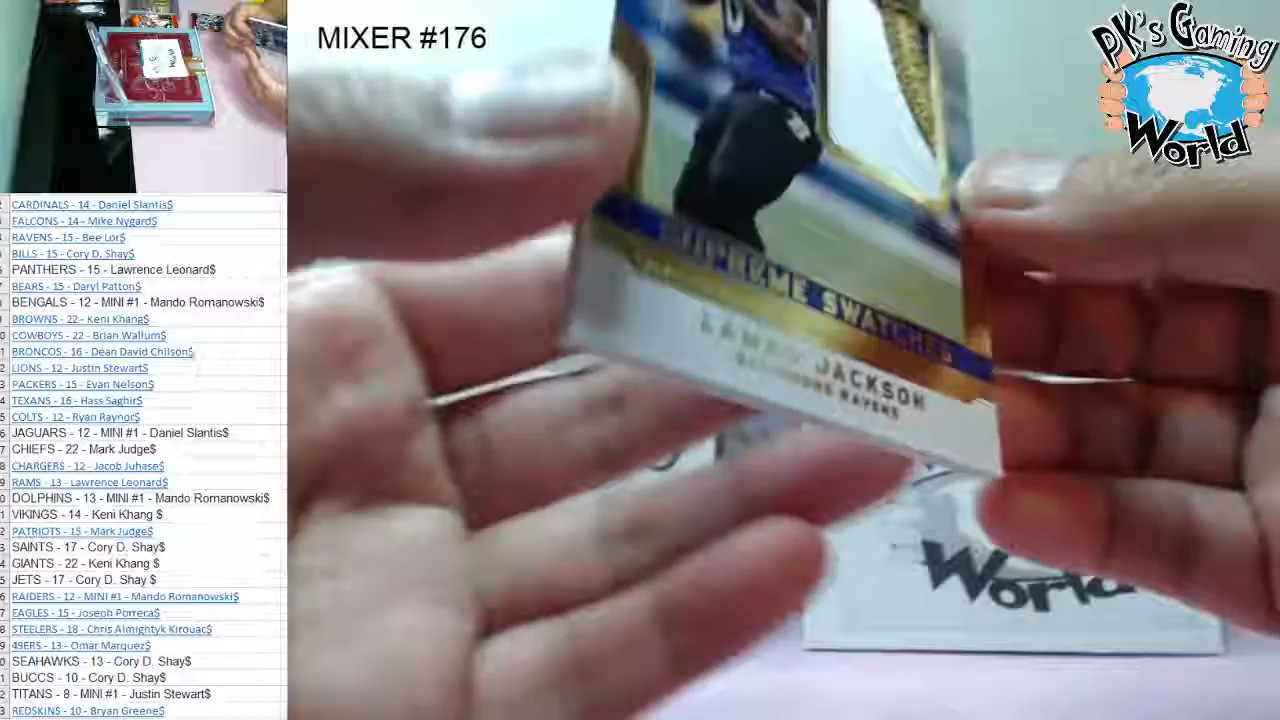 MIXER #176
PK's Gaming
World
CARDINALS - 14 - Daniel Slantis$
FALCONS - 14 - Mike Nygard$
RAVENS - 15 - Bee Lor$
BILLS - 15 - Cory D. Shay$
PANTHERS - 15 - Lawrence Leonard$
BEARS - 15 - Daryl Patton$
BENGALS - 12 - MINI #1 - Mando Romanowski$
BROWNS - 22 - Keni Khang$
COWBOYS - 22 - Brian Wallum$
BRONCOS - 16 - Dean David Chilson$
LIONS - 12 - Justin Stewart$
PACKERS - 15 - Evan Nelson$
TEXANS - 16 - Hass Saghir$
COLTS - 12 - Ryan Raynor$
JAGUARS - 12 - MINI #1 - Daniel Slantis$
CHIEFS - 22 - Mark Judge$
CHARGERS - 12 - Jacob Juhase$
RAMS - 13 - Lawrence Leonard$
DOLPHINS - 13 - MINI #1 - Mando Romanowski$
VIKINGS - 14 - Keni Khang $
PATRIOTS - 15 - Mark Judge$
SAINTS - 17 - Cory D. Shay$
GIANTS - 22 - Keni Khang $
JETS - 17 - Cory D. Shay $
RAIDERS - 12 - MINI #1 - Mando Romanowski$
EAGLES - 15 - Joseph Porreca$
STEELERS - 18 - Chris Almightyk Kirouac$
49ERS - 13 - Omar Marquez$
SEAHAWKS - 13 - Cory D. Shay$
BUCCS - 10 - Cory D. Shay$
TITANS - 8 - MINI #1 - Justin Stewart$
REDSKINS - 10 - Bryan Greene$
SUPREME SWATCHES
LAMAR JACKSON
BALTIMORE RAVENS
World